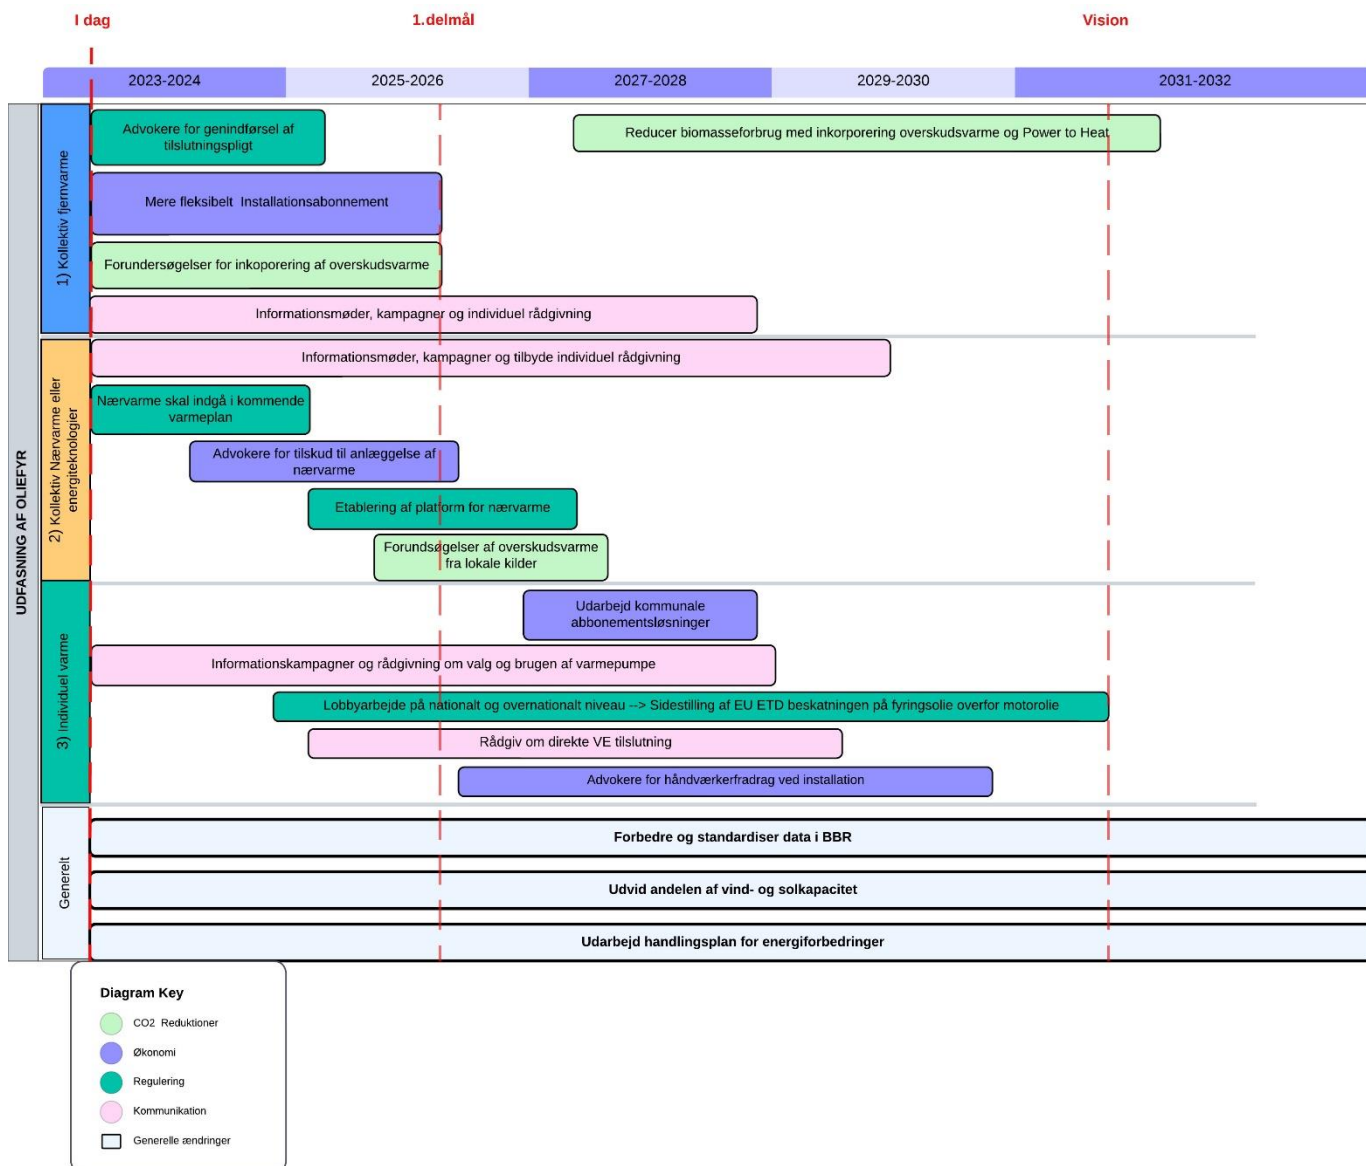 I dag
1.delmål
Vision
2023-2024
2025-2026
2027-2028
2029-2030
2031-2032
UDFASNING AF OLIEFYR
1) Kollektiv fjernvarme
Advokere for genindførsel af
tilslutningspligt
Reducer biomasseforbrug med inkorporering overskudsvarme og Power to Heat
Mere fleksibelt Installationsabonnement
Forundersøgelser for inkoporering af overskudsvarme
Informationsmøder, kampagner og individuel rådgivning
2) Kollektiv Nærvarme eller
energiteknologier
Informationsmøder, kampagner og tilbyde individuel rådgivning
Nærvarme skal indgå i kommende
varmeplan
Advokere for tilskud til anlæggelse af
nærvarme
Etablering af platform for nærvarme
Forundsøgelser af overskudsvarme
fra lokale kilder
3) Individuel varme
Udarbejd kommunale
abbonementsløsninger
Informationskampagner og rådgivning om valg og brugen af varmepumpe
Lobbyarbejde på nationalt og overnationalt niveau --> Sidestilling af EU ETD beskatningen på fyringsolie overfor motorolie
Rådgiv om direkte VE tilslutning
Advokere for håndværkerfradrag ved installation
Generelt
Forbedre og standardiser data i BBR
Udvid andelen af vind- og solkapacitet
Udarbejd handlingsplan for energiforbedringer
Diagram Key
CO2 Reduktioner
Økonomi
Regulering
Kommunikation
Generelle ændringer